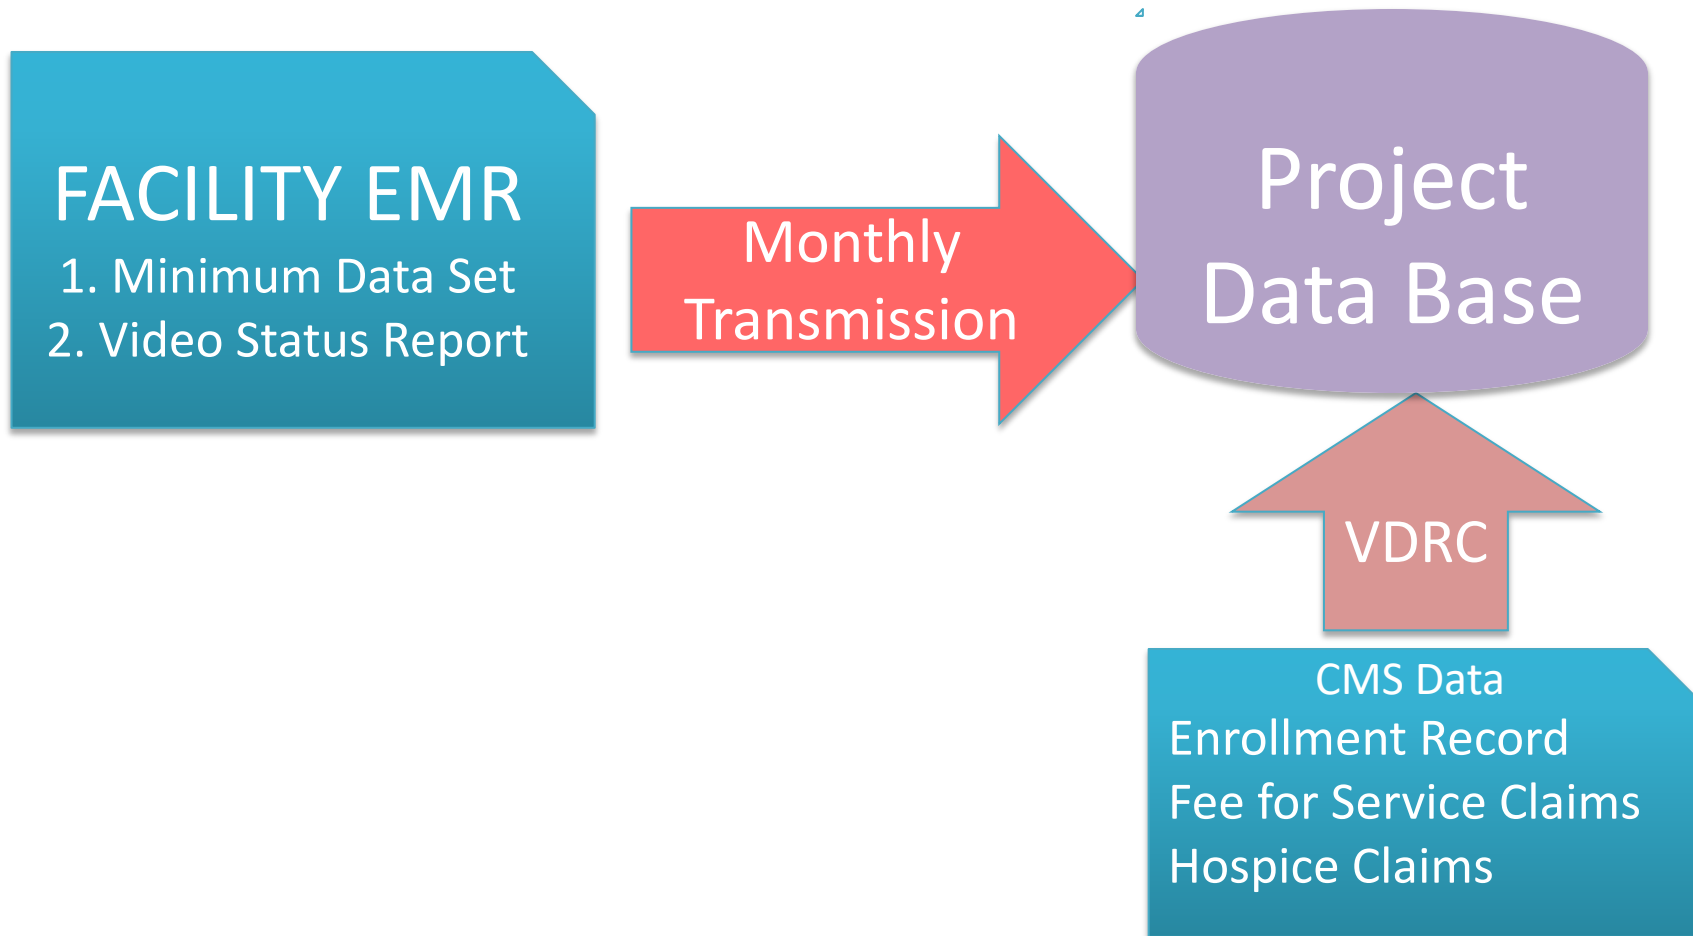 FACILITY EMR
1. Minimum Data Set
2. Video Status Report
Monthly
Transmission
Project
Data Base
VDRC
CMS Data
Enrollment Record
Fee for Service Claims
Hospice Claims